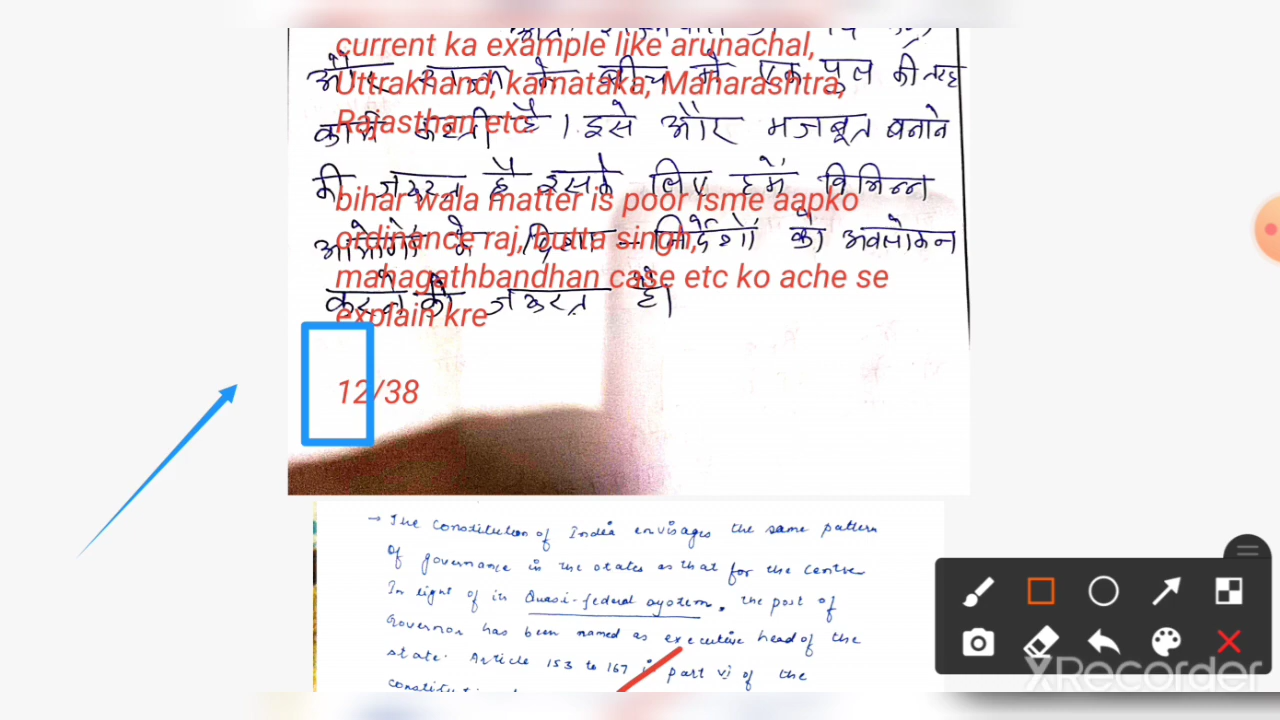 current ka example like arunachal,
Uttrakhand, karnataka, Maharashtra,
Rajasthan etc
के बीच में एक पुल की तरह
कार्य करती है । इसे और मजबूत बनाने
की जरूरत है इसके लिए हमें विभिन्न
bihar wala matter is poor isme aapko
आयोगों के दिशा-निर्देशों का अवलोकन
ordinance raj, butta singh,
mahagathbandhan case etc ko ache se
करने की जरूरत है।
explain kre
12/38
→ The constitution of India envisages the same pattern
of governance in the states as that for the centre
In light of its Quasi-federal system, the post of
Governor has been named as executive head of the
state. Article 153 to 167 in part vi of the
XRecorder